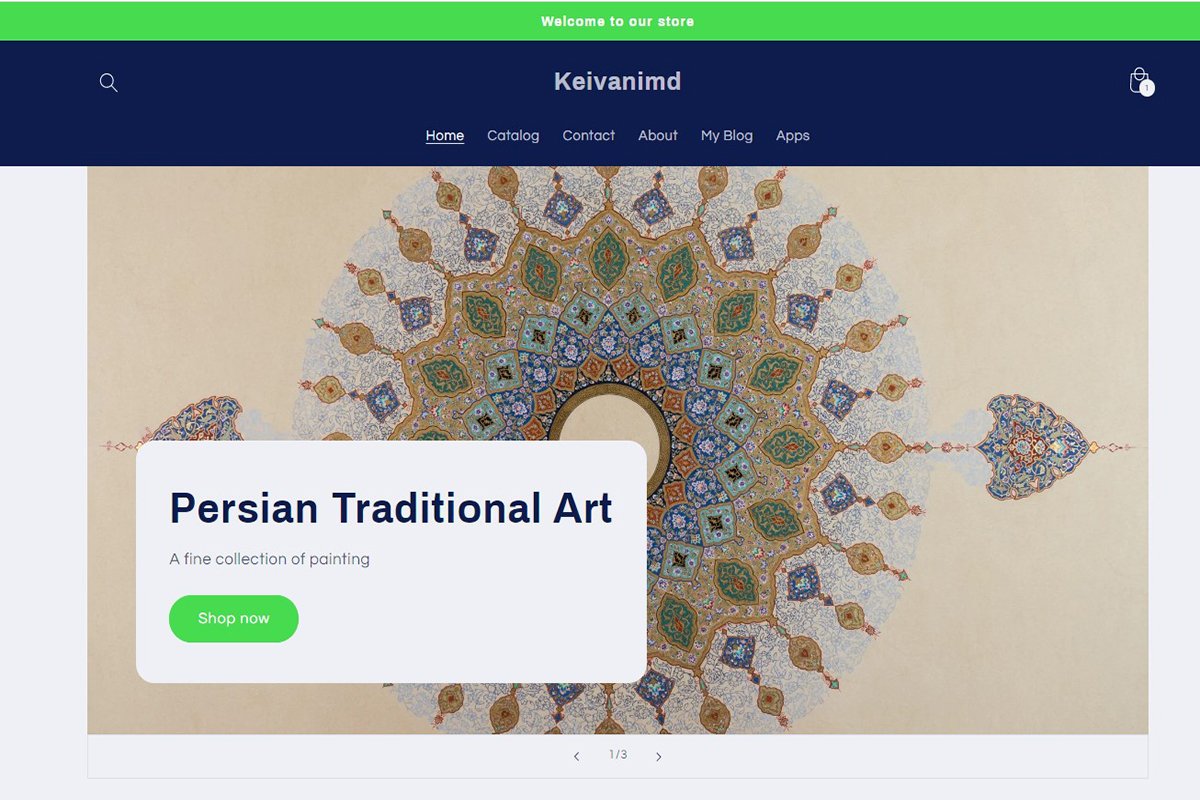 Welcome to our store
Keivanimd
1
Home Catalog Contact About My Blog Apps
Persian Traditional Art
A fine collection of painting
Shop now
1/3